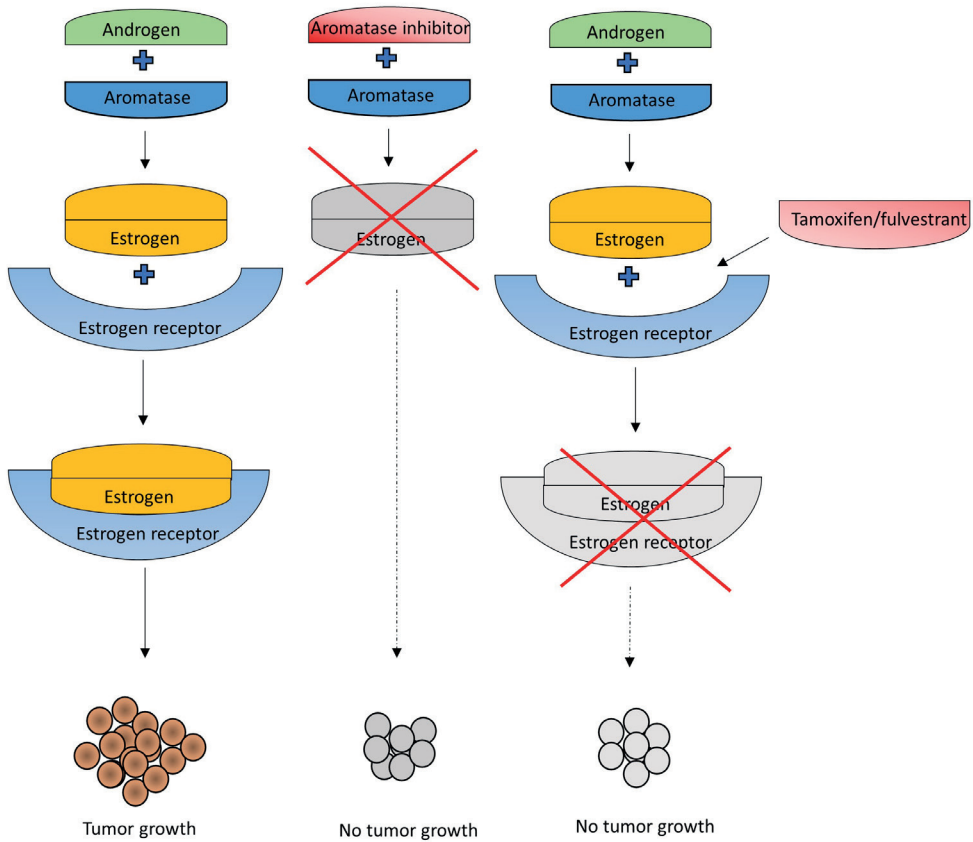 Androgen
Aromatase
Estrogen
Estrogen receptor
Estrogen
Estrogen receptor
Tumor growth
Aromatase inhibitor
Aromatase
Estrogen
No tumor growth
Androgen
Aromatase
Estrogen
Tamoxifen/fulvestrant
Estrogen receptor
Estrogen
Estrogen receptor
No tumor growth